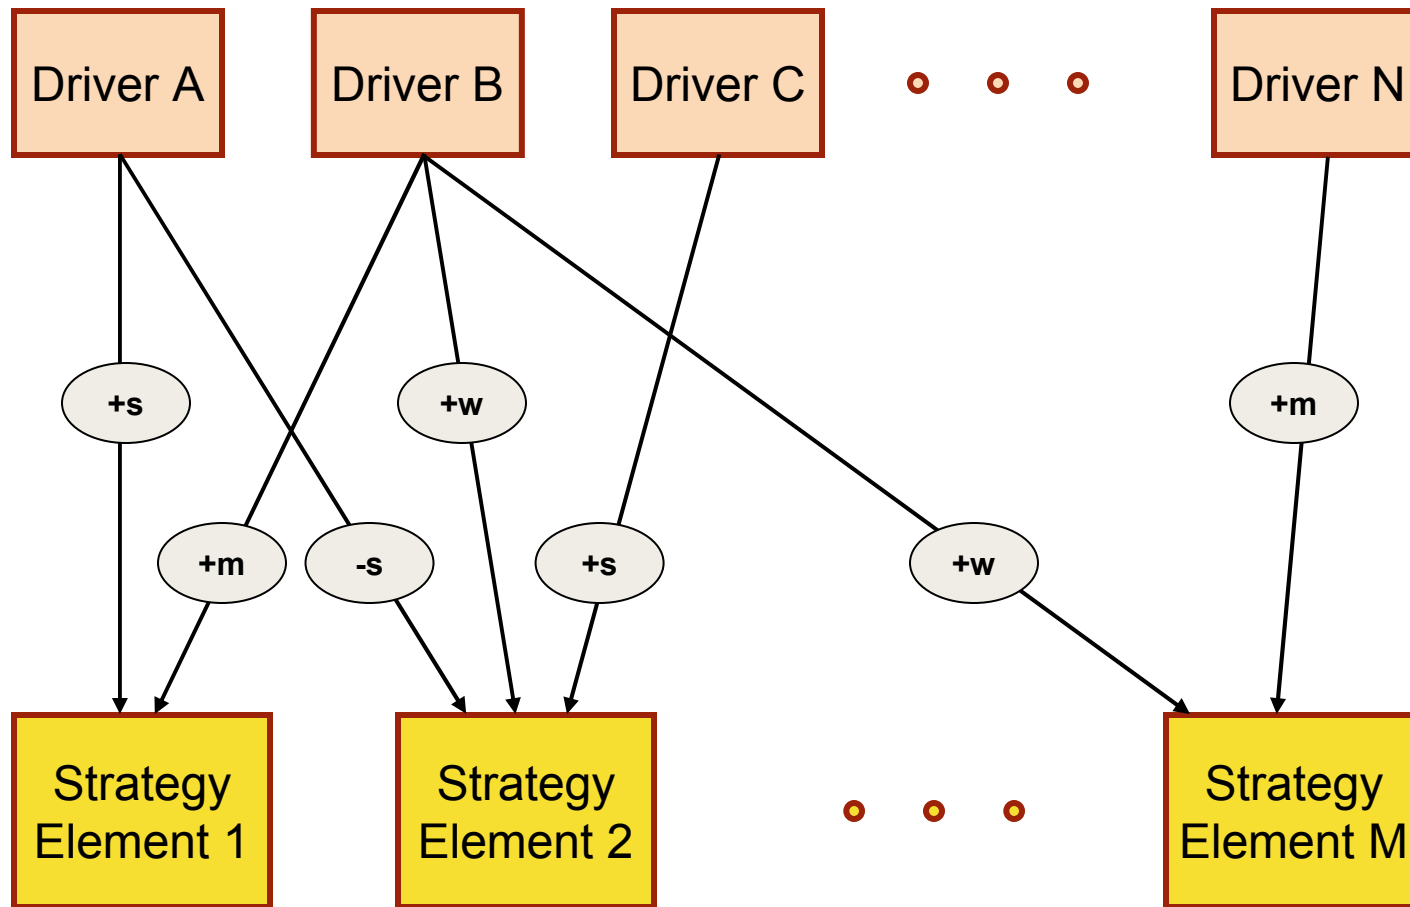 Driver A
Driver B
Driver C
Driver N
+s
+w
+m
+m
-s
+s
+w
Strategy
Element 1
Strategy
Element 2
Strategy
Element M